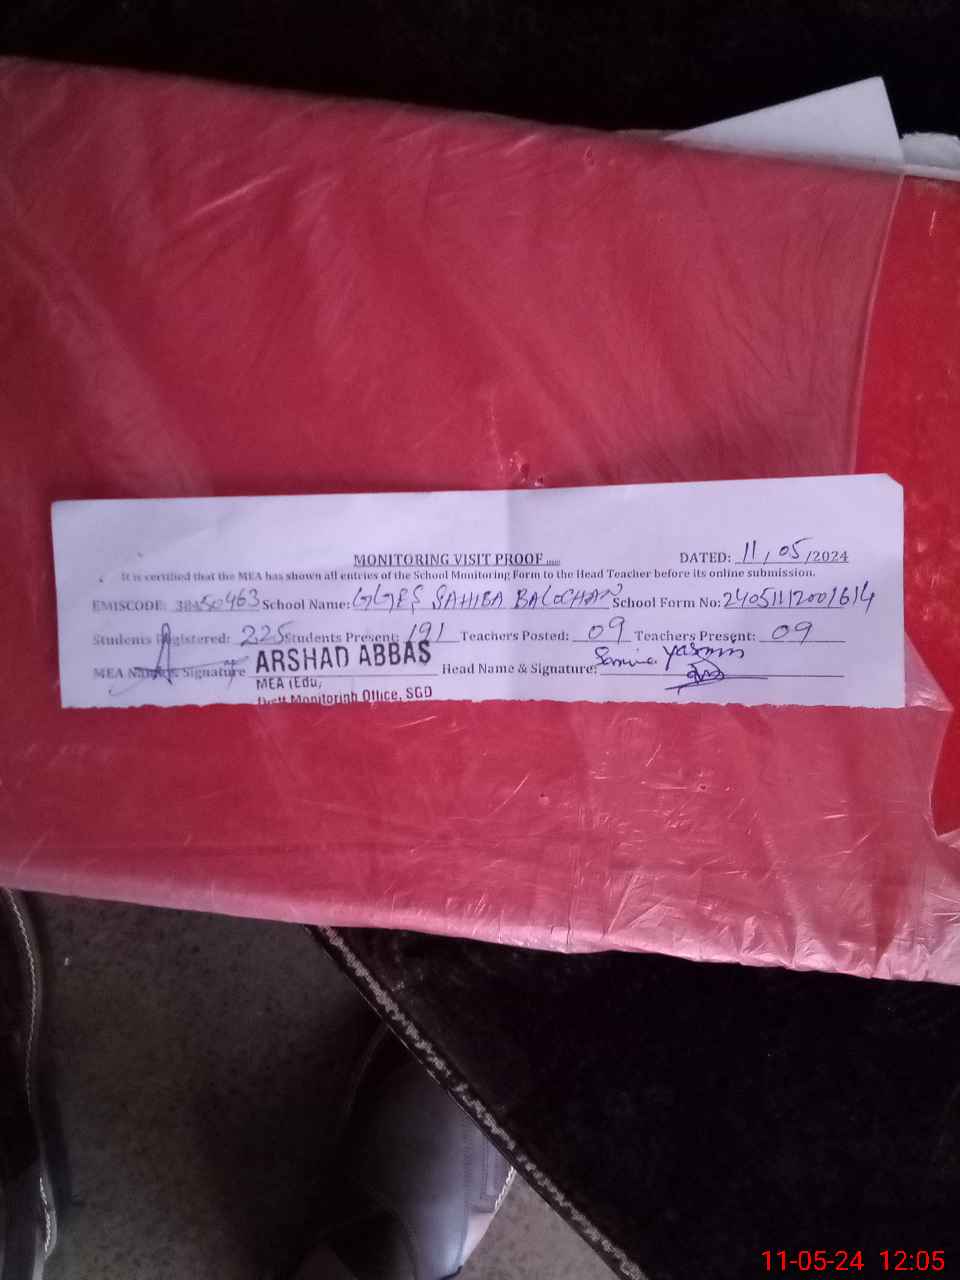 MONITORING VISIT PROOF DATED: 11/05/2024
It is certified that the MEA has shown all entries of the School Monitoring Form to the Head Teacher before its online submission.
EMISCODE: 38450463 School Name: GGES SAHIBA BALOCHAN School Form No: 24051112001614
Students Registered: 225 Students Present: 191 Teachers Posted: 09 Teachers Present: 09
MEA Name & Signature ARSHAD ABBAS Head Name & Signature: Samina Yasmin
MEA (Edu)
Distt Monitoring Office, SGD
11-05-24 12:05